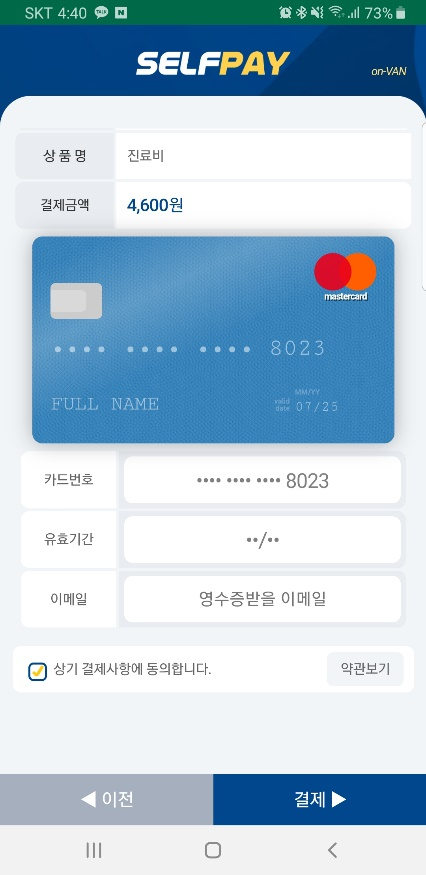 SKT 4:40 TALK N 73%
SELFPAY
on-VAN
상 품 명 진료비
결제금액 4,600원
mastercard
•••• •••• •••• 8023
MM/YY
FULL NAME valid date 07/25
카드번호 •••• •••• •••• 8023
유효기간 ••/••
이메일 영수증받을 이메일
상기 결제사항에 동의합니다. 약관보기
◀ 이전 결제 ▶